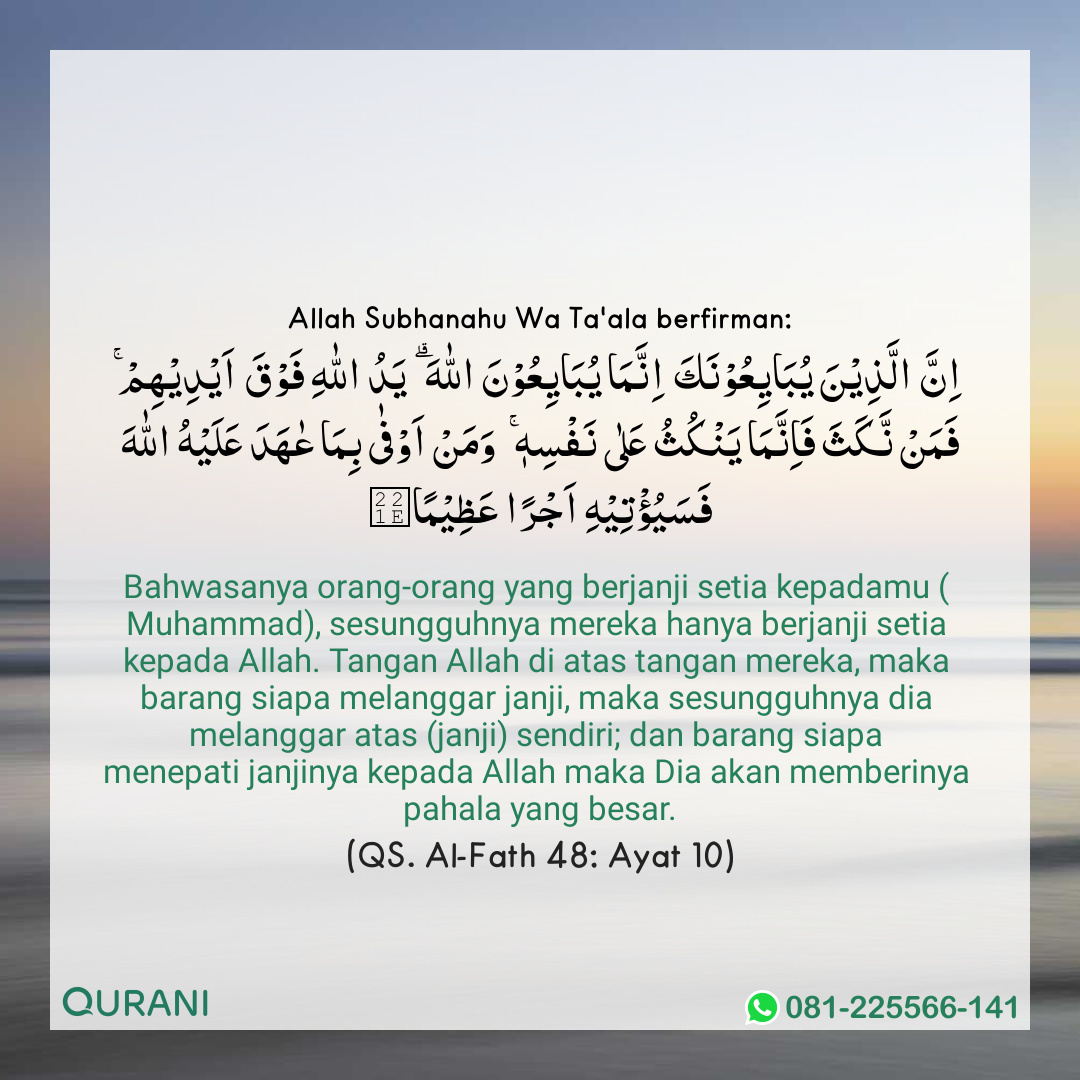 Allah Subhanahu Wa Ta'ala berfirman:
اِنَّ الَّذِيْنَ يُبَايِعُوْنَكَ اِنَّمَا يُبَايِعُوْنَ اللّٰهَ ۗ يَدُ اللّٰهِ فَوْقَ اَيْدِيْهِمْ ۚ
فَمَنْ نَّكَثَ فَاِنَّمَا يَنْكُثُ عَلٰى نَفْسِهٖ ۚ وَمَنْ اَوْفٰى بِمَا عٰهَدَ عَلَيْهُ اللّٰهَ
فَسَيُؤْتِيْهِ اَجْرًا عَظِيْمًا
Bahwasanya orang-orang yang berjanji setia kepadamu (
Muhammad), sesungguhnya mereka hanya berjanji setia
kepada Allah. Tangan Allah di atas tangan mereka, maka
barang siapa melanggar janji, maka sesungguhnya dia
melanggar atas (janji) sendiri; dan barang siapa
menepati janjinya kepada Allah maka Dia akan memberinya
pahala yang besar.
(QS. Al-Fath 48: Ayat 10)
QURANI
081-225566-141